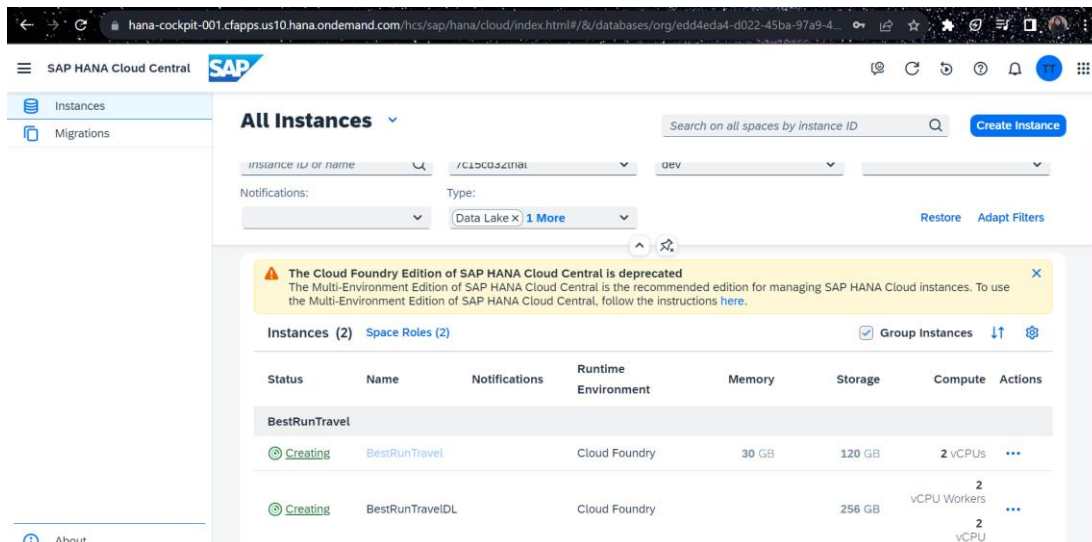 hana-cockpit-001.cfapps.us10.hana.ondemand.com/hcs/sap/hana/cloud/index.html#/&/databases/org/edd4eda4-d022-45ba-97a9-4...
SAP HANA Cloud Central SAP TT
Instances
Migrations
All Instances
Search on all spaces by instance ID
Create Instance
Instance ID or name 7c15cd32trial dev
Notifications: Type:
Data Lake × 1 More
Restore Adapt Filters
The Cloud Foundry Edition of SAP HANA Cloud Central is deprecated
The Multi-Environment Edition of SAP HANA Cloud Central is the recommended edition for managing SAP HANA Cloud instances. To use
the Multi-Environment Edition of SAP HANA Cloud Central, follow the instructions here.
Instances (2) Space Roles (2) Group Instances
Status Name Notifications Runtime Environment Memory Storage Compute Actions
BestRunTravel
Creating BestRunTravel Cloud Foundry 30 GB 120 GB 2 vCPUs
Creating BestRunTravelDL Cloud Foundry 256 GB 2
vCPU Workers
2
vCPU
About